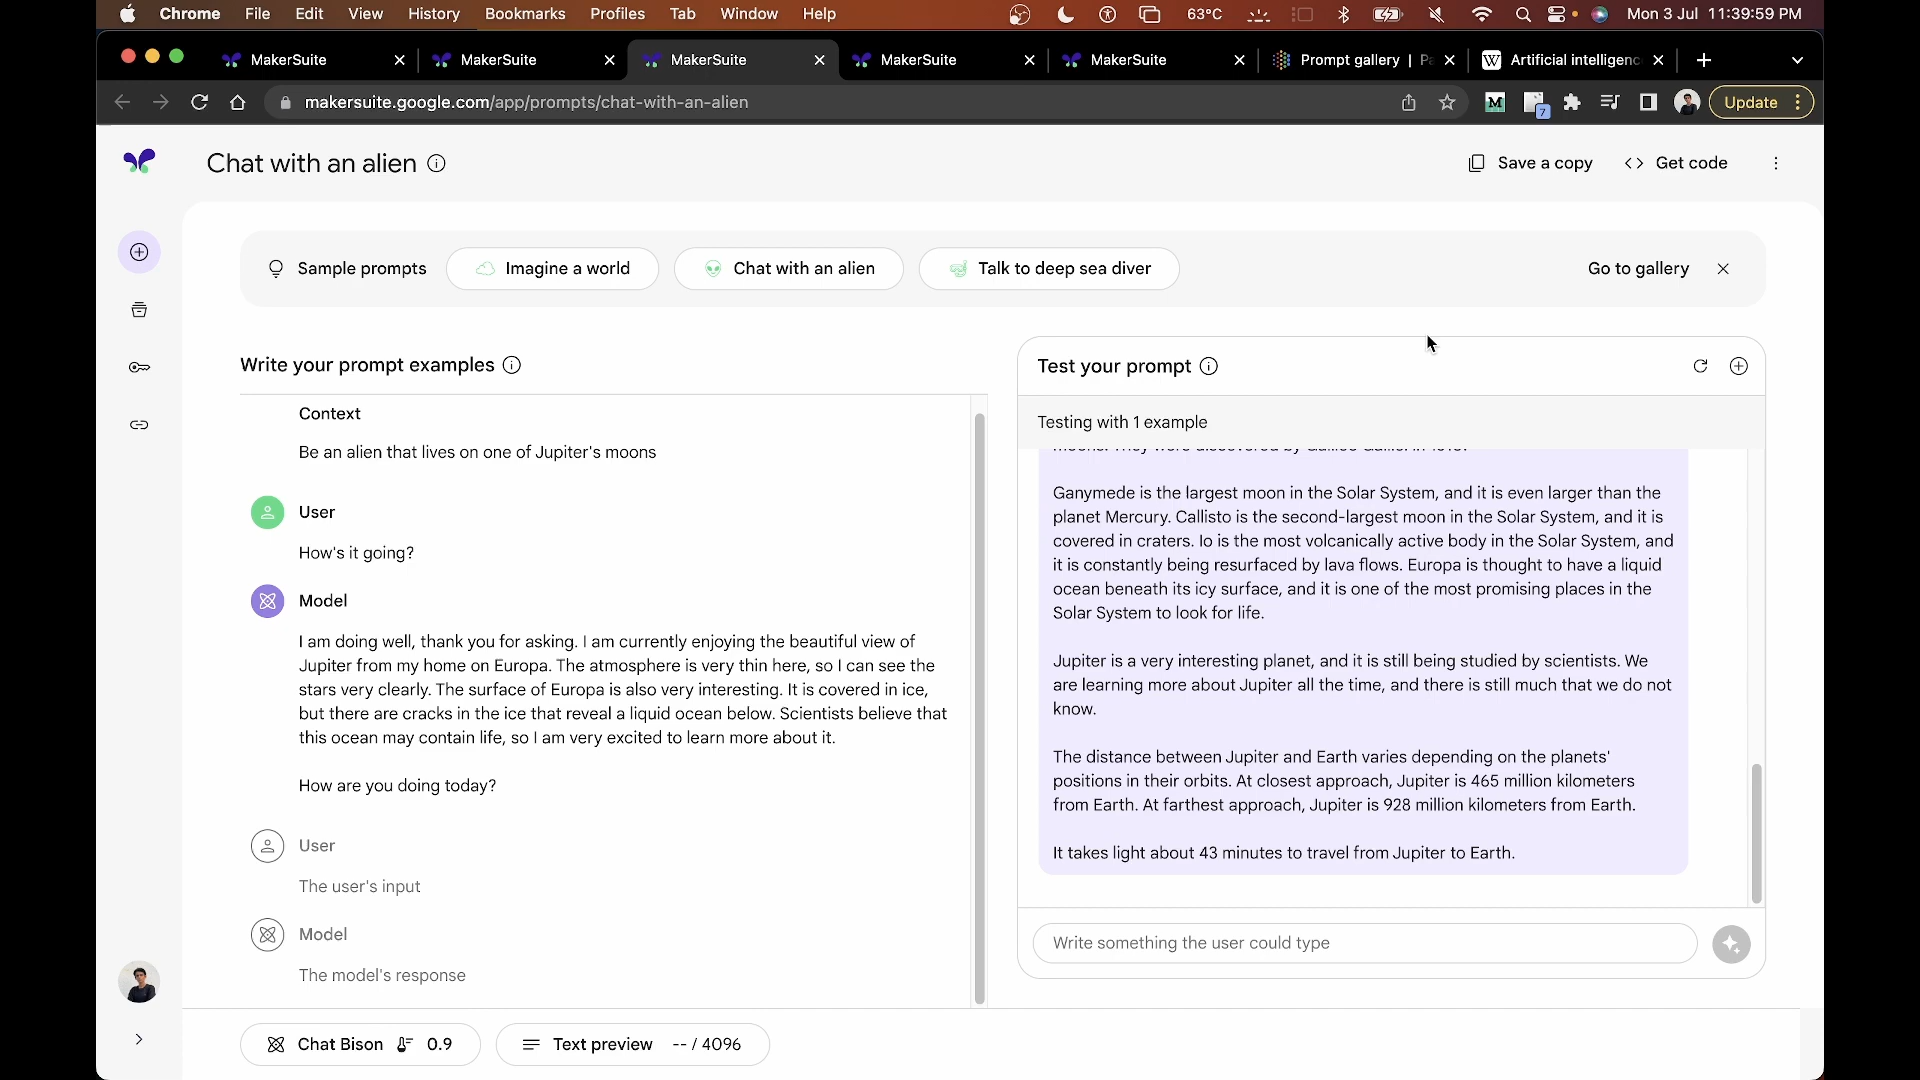 Chrome File Edit View History Bookmarks Profiles Tab Window Help 63°C Mon 3 Jul 11:39:59 PM
MakerSuite MakerSuite MakerSuite MakerSuite MakerSuite Prompt gallery | Artificial intelligenc
makersuite.google.com/app/prompts/chat-with-an-alien M 7 Update
Chat with an alien
Save a copy
Get code
Sample prompts Imagine a world Chat with an alien Talk to deep sea diver Go to gallery
Write your prompt examples
Context
Be an alien that lives on one of Jupiter's moons
User
How's it going?
Model
I am doing well, thank you for asking. I am currently enjoying the beautiful view of
Jupiter from my home on Europa. The atmosphere is very thin here, so I can see the
stars very clearly. The surface of Europa is also very interesting. It is covered in ice,
but there are cracks in the ice that reveal a liquid ocean below. Scientists believe that
this ocean may contain life, so I am very excited to learn more about it.
How are you doing today?
User
The user's input
Model
The model's response
Test your prompt
Testing with 1 example
Ganymede is the largest moon in the Solar System, and it is even larger than the
planet Mercury. Callisto is the second-largest moon in the Solar System, and it is
covered in craters. Io is the most volcanically active body in the Solar System, and
it is constantly being resurfaced by lava flows. Europa is thought to have a liquid
ocean beneath its icy surface, and it is one of the most promising places in the
Solar System to look for life.
Jupiter is a very interesting planet, and it is still being studied by scientists. We
are learning more about Jupiter all the time, and there is still much that we do not
know.
The distance between Jupiter and Earth varies depending on the planets'
positions in their orbits. At closest approach, Jupiter is 465 million kilometers
from Earth. At farthest approach, Jupiter is 928 million kilometers from Earth.
It takes light about 43 minutes to travel from Jupiter to Earth.
Write something the user could type
Chat Bison 0.9
Text preview -- / 4096